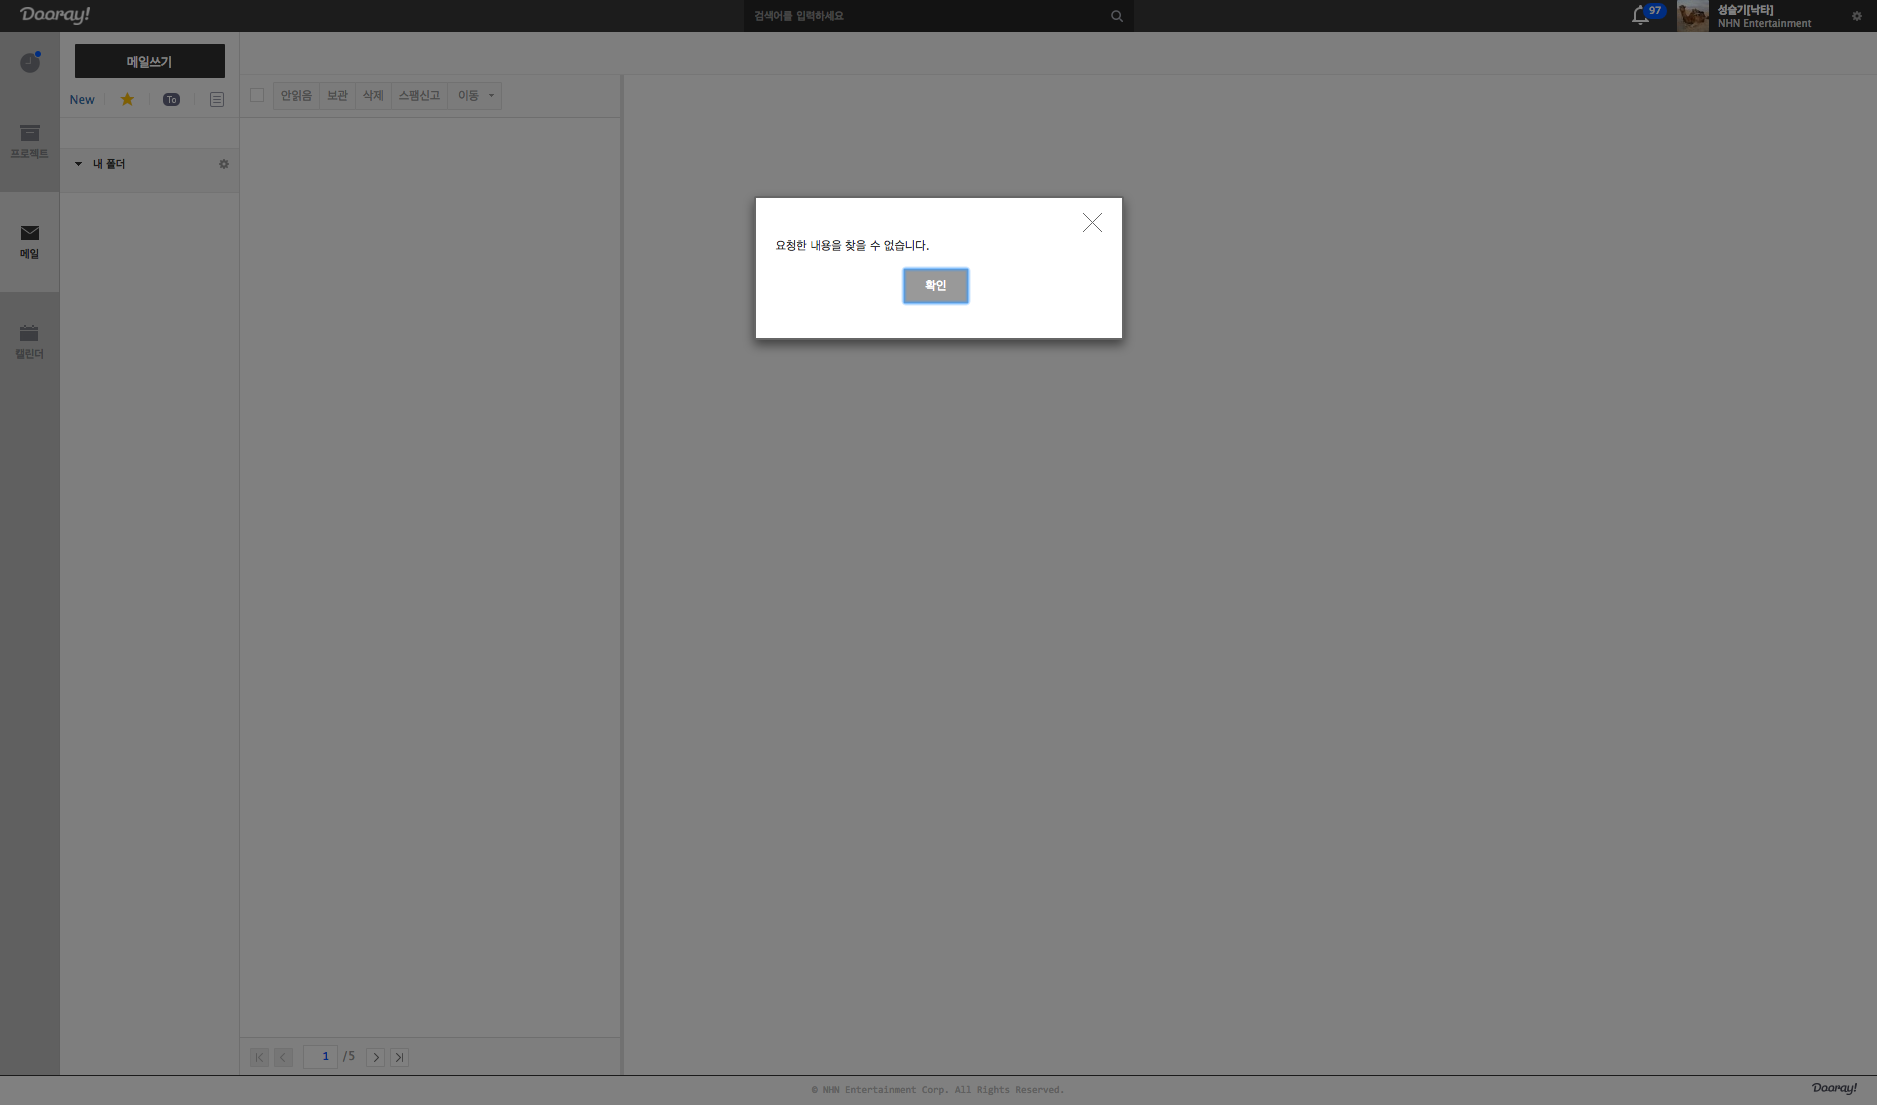 Dooray!
검색어를 입력하세요
97
성슬기[낙타]
NHN Entertainment
메일쓰기
New
To
안읽음
보관
삭제
스팸신고
이동
프로젝트
내 폴더
메일
캘린더
요청한 내용을 찾을 수 없습니다.
확인
1 /5
© NHN Entertainment Corp. All Rights Reserved.
Dooray!